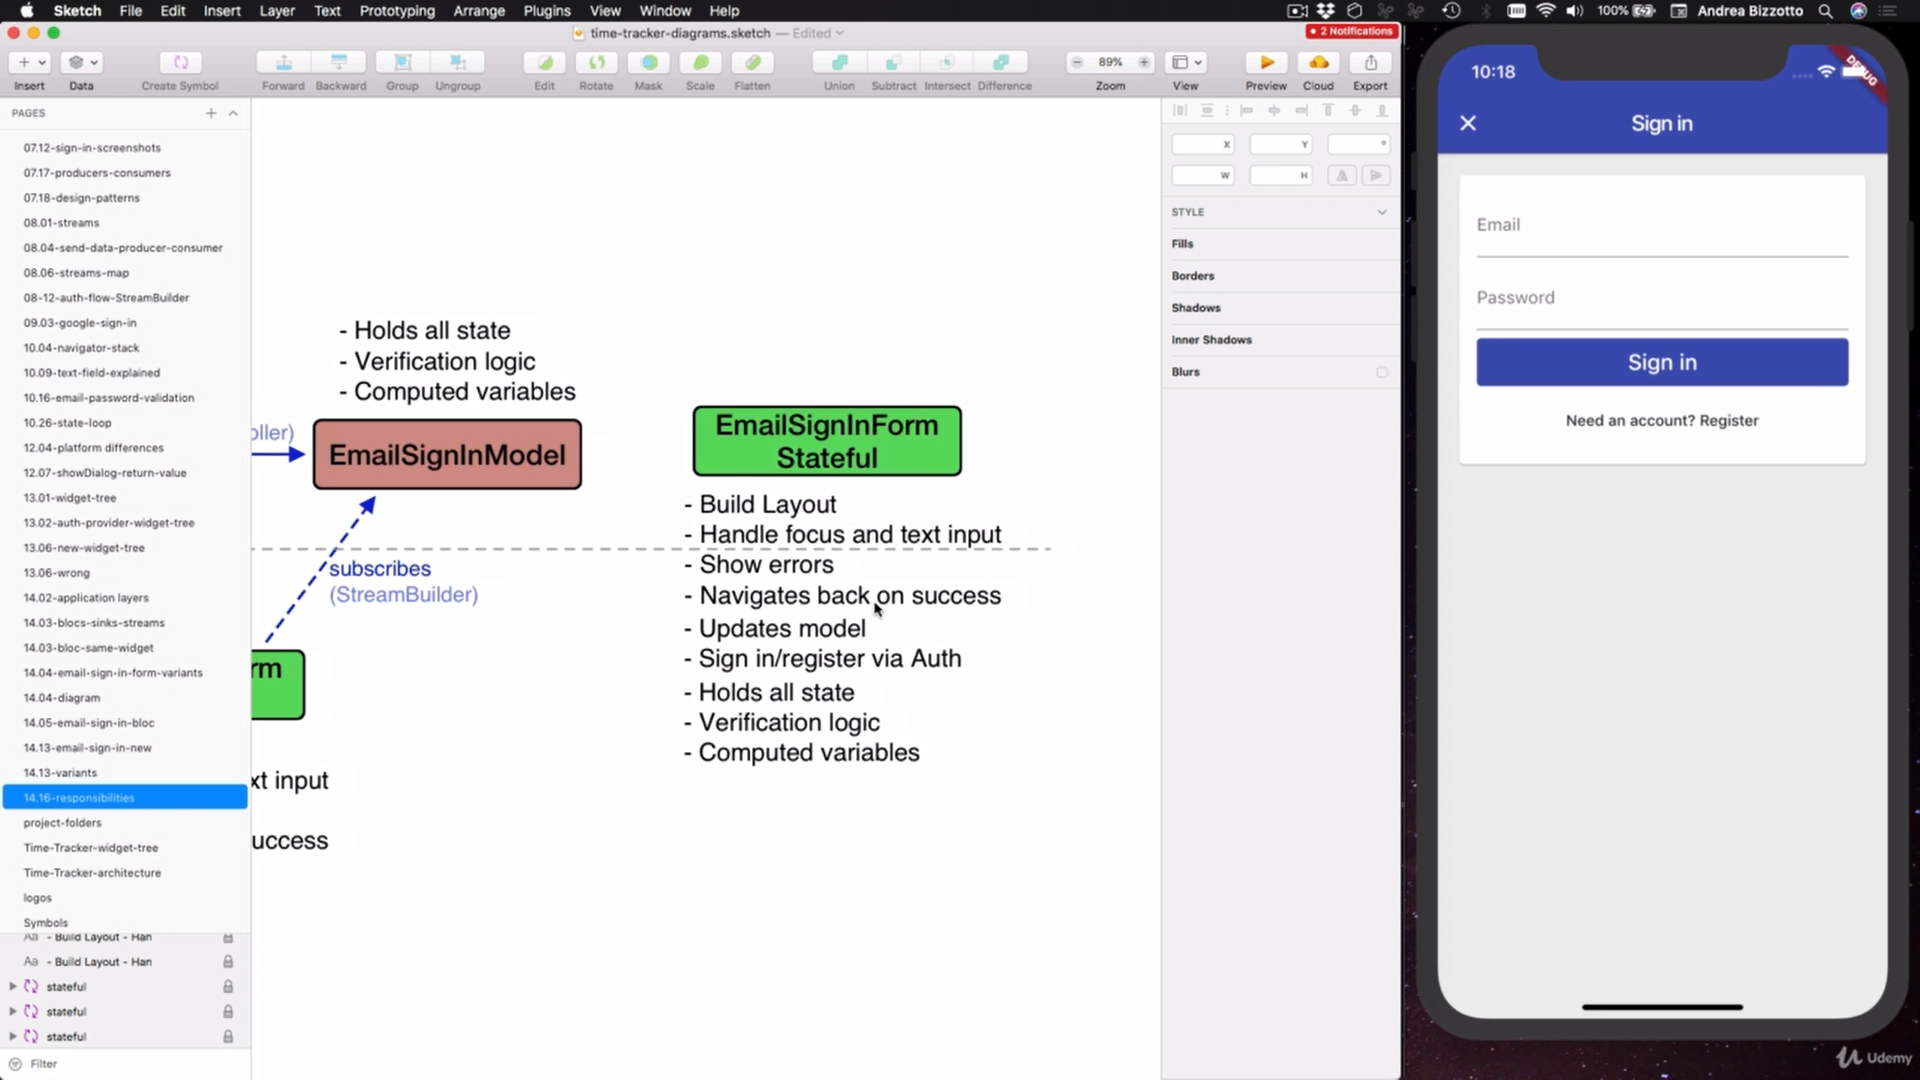 Sketch File Edit Insert Layer Text Prototyping Arrange Plugins View Window Help 100% Andrea Bizzotto
time-tracker-diagrams.sketch — Edited
2 Notifications
89%
Insert Data Create Symbol Forward Backward Group Ungroup Edit Rotate Mask Scale Flatten Union Subtract Intersect Difference Zoom View Preview Cloud Export
PAGES
07.12-sign-in-screenshots
07.17-producers-consumers
07.18-design-patterns
08.01-streams
08.04-send-data-producer-consumer
08.06-streams-map
08-12-auth-flow-StreamBuilder
09.03-google-sign-in
10.04-navigator-stack
10.09-text-field-explained
10.16-email-password-validation
10.26-state-loop
12.04-platform differences
12.07-showDialog-return-value
13.01-widget-tree
13.02-auth-provider-widget-tree
13.06-new-widget-tree
13.06-wrong
14.02-application layers
14.03-blocs-sinks-streams
14.03-bloc-same-widget
14.04-email-sign-in-form-variants
14.04-diagram
14.05-email-sign-in-bloc
14.13-email-sign-in-new
14.13-variants
14.16-responsibilities
project-folders
Time-Tracker-widget-tree
Time-Tracker-architecture
logos
Symbols
Aa - Build Layout - Han
Aa - Build Layout - Han
stateful
stateful
stateful
Filter
- Holds all state
- Verification logic
- Computed variables
oller)
EmailSignInModel
subscribes
(StreamBuilder)
rm
xt input
uccess
EmailSignInForm
Stateful
- Build Layout
- Handle focus and text input
- Show errors
- Navigates back on success
- Updates model
- Sign in/register via Auth
- Holds all state
- Verification logic
- Computed variables
X Y °
W H
STYLE
Fills
Borders
Shadows
Inner Shadows
Blurs
10:18
DEBUG
Sign in
Email
Password
Sign in
Need an account? Register
Udemy